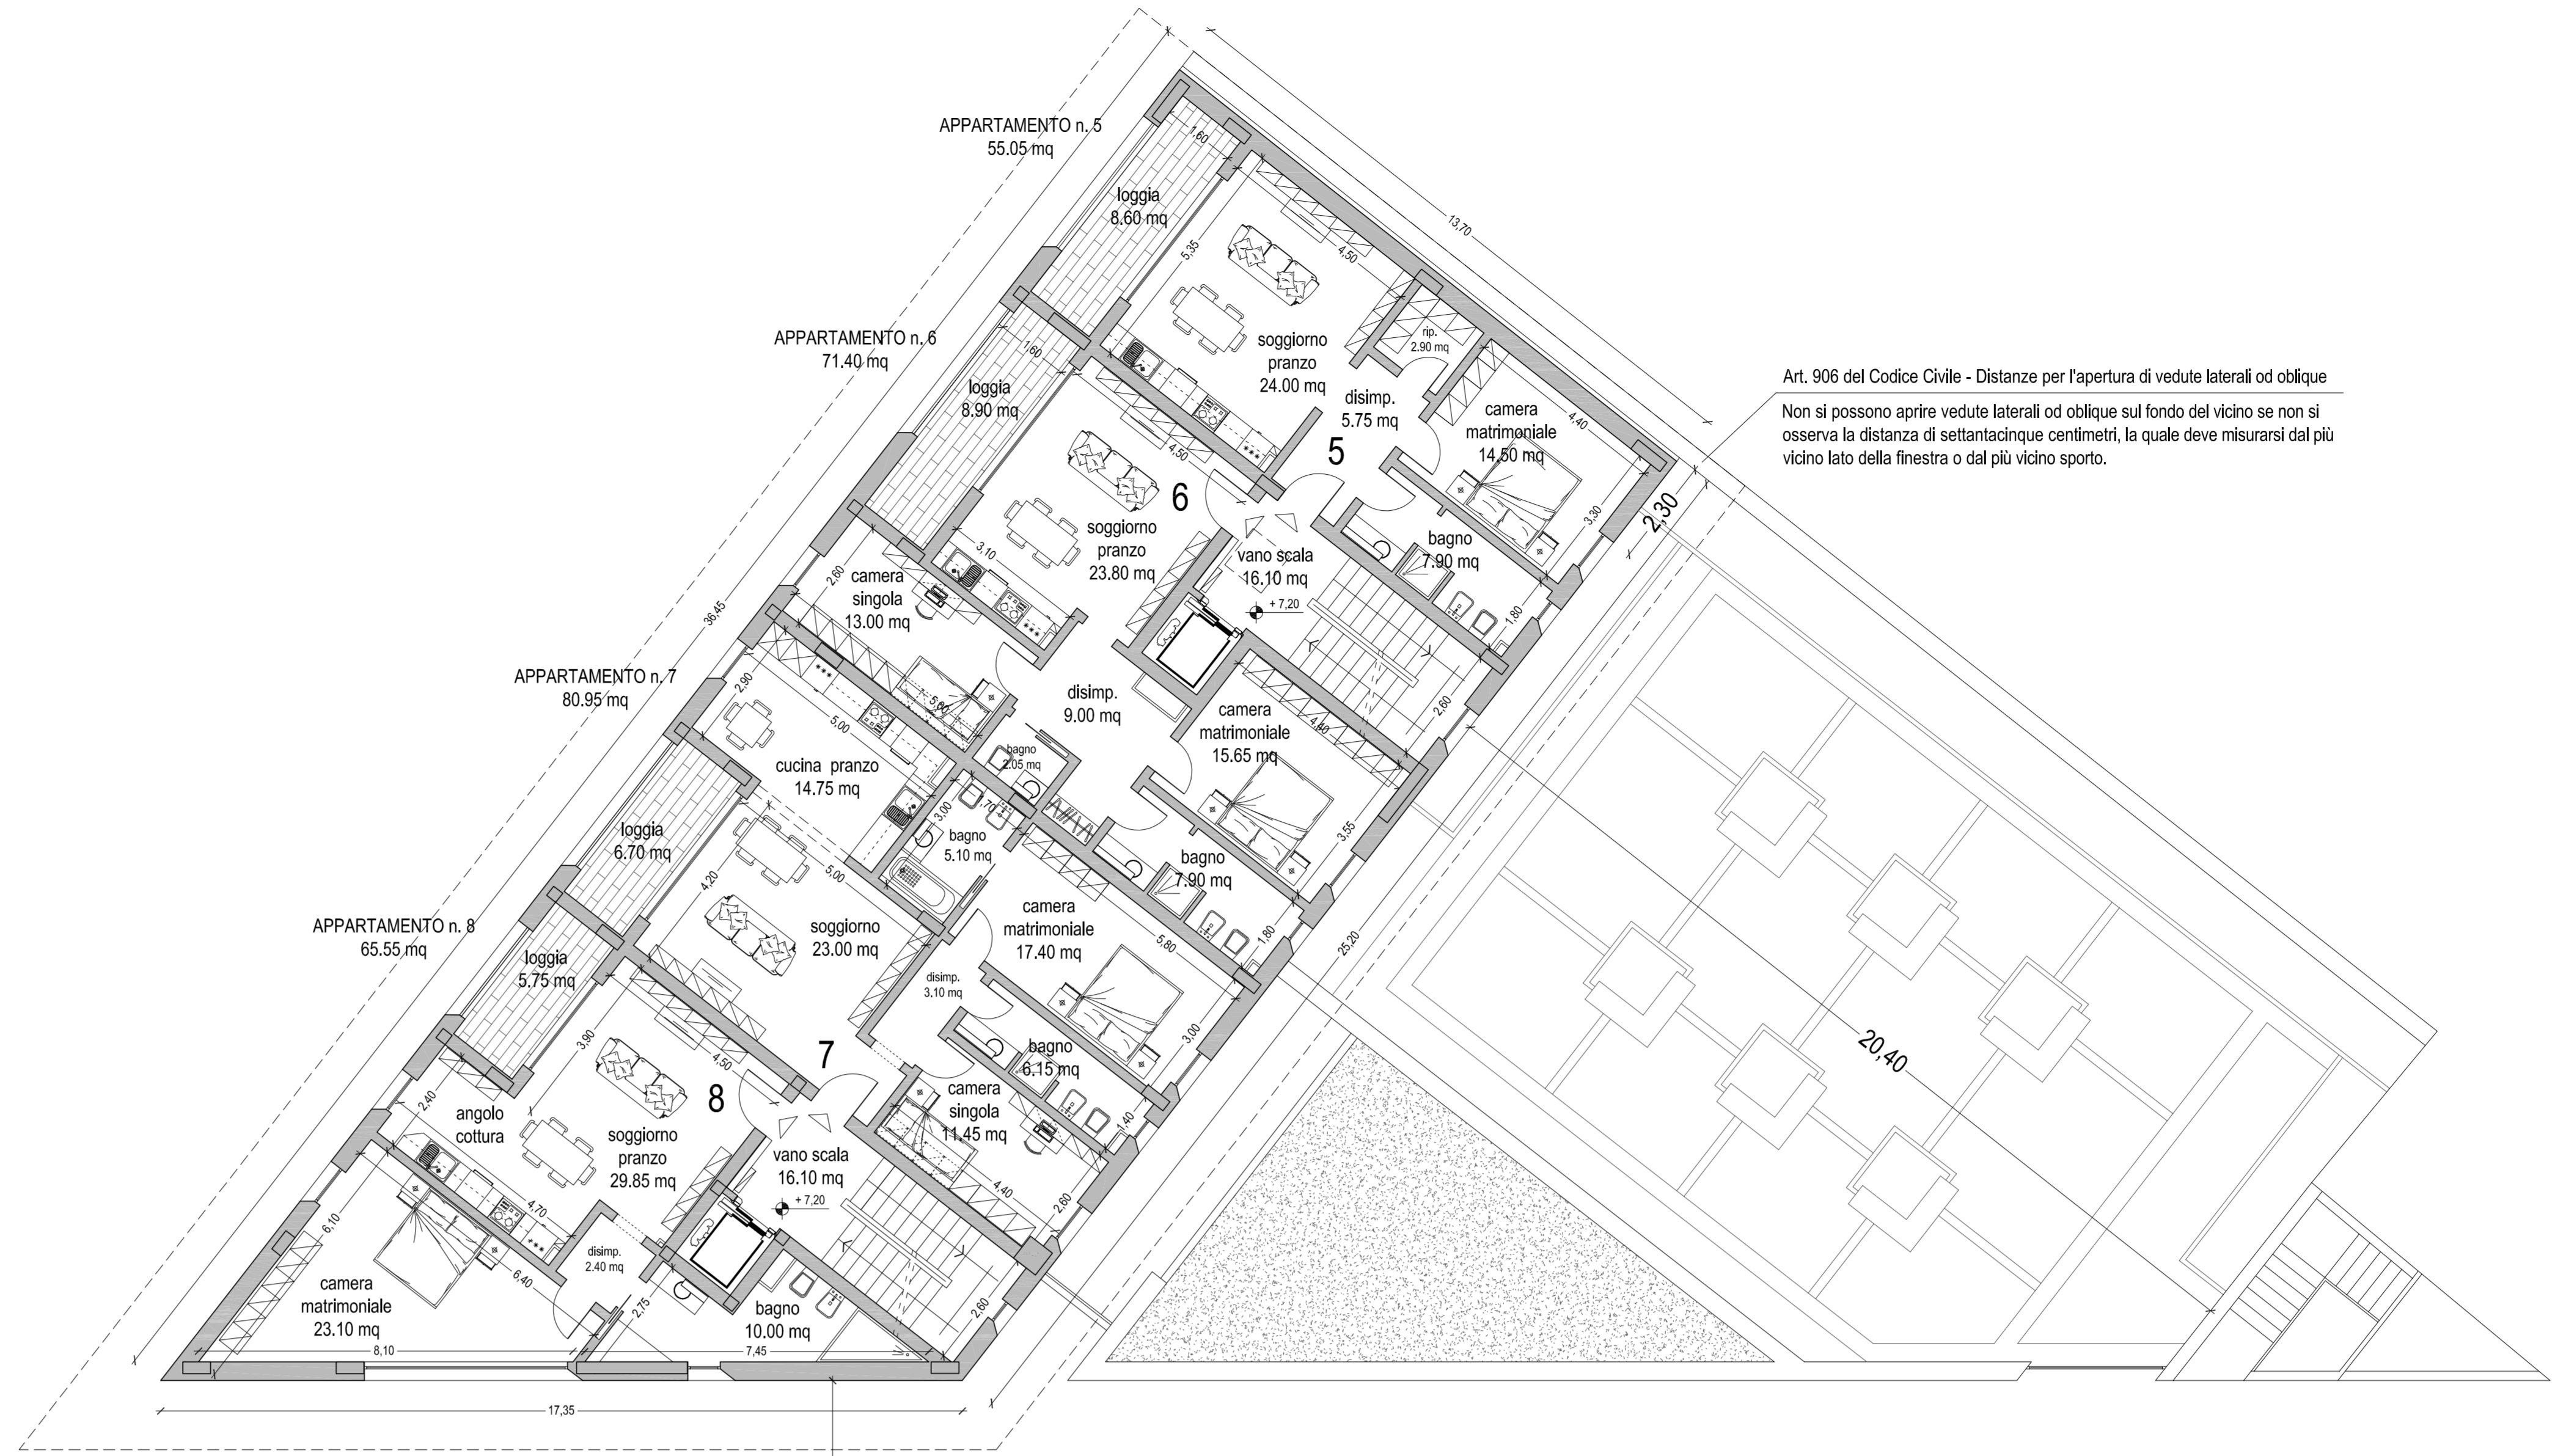 APPARTAMENTO n. 5
55.05 mq
1,60
loggia
8.60 mq
5,35
4,50
13,70
soggiorno
pranzo
24.00 mq
rip.
2.90 mq
disimp.
5.75 mq
5
camera
matrimoniale
14.50 mq
4,40
3,30
bagno
7.90 mq
1,80
2,30
Art. 906 del Codice Civile - Distanze per l'apertura di vedute laterali od oblique
Non si possono aprire vedute laterali od oblique sul fondo del vicino se non si
osserva la distanza di settantacinque centimetri, la quale deve misurarsi dal più
vicino lato della finestra o dal più vicino sporto.
APPARTAMENTO n. 6
71.40 mq
1,60
loggia
8.90 mq
4,50
6
soggiorno
pranzo
23.80 mq
3,10
vano scala
16.10 mq
+ 7,20
2,60
2,60
camera
singola
13.00 mq
5,60
disimp.
9.00 mq
camera
matrimoniale
15.65 mq
4,40
3,55
bagno
2.05 mq
bagno
7.90 mq
1,80
36,45
25,20
20,40
APPARTAMENTO n. 7
80.95 mq
2,90
5,00
cucina pranzo
14.75 mq
loggia
6.70 mq
4,20
5,00
3,00
1,70
bagno
5.10 mq
soggiorno
23.00 mq
camera
matrimoniale
17.40 mq
5,80
3,00
disimp.
3.10 mq
bagno
6.15 mq
1,40
7
camera
singola
11.45 mq
4,40
2,60
APPARTAMENTO n. 8
65.55 mq
loggia
5.75 mq
3,90
4,50
8
2,40
angolo
cottura
soggiorno
pranzo
29.85 mq
4,70
vano scala
16.10 mq
+ 7,20
2,60
6,10
6,40
disimp.
2.40 mq
camera
matrimoniale
23.10 mq
2,75
bagno
10.00 mq
8,10
7,45
17,35